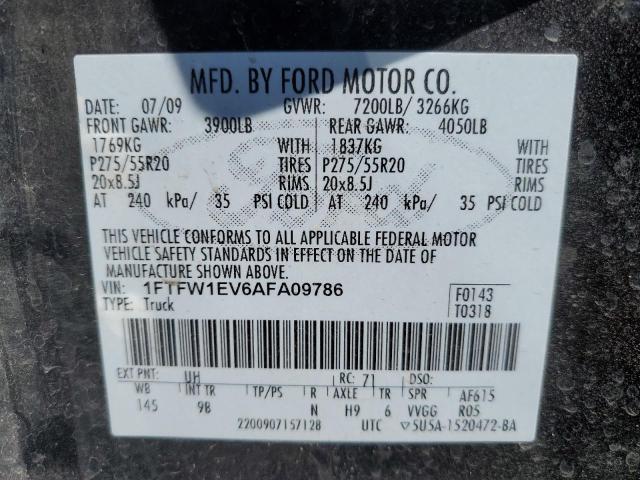 MFD. BY FORD MOTOR CO.
DATE: 07/09 GVWR: 7200LB/ 3266KG
FRONT GAWR: 3900LB REAR GAWR: 4050LB
1769KG WITH 1837KG WITH
P275/55R20 TIRES P275/55R20 TIRES
20x8.5J RIMS 20x8.5J RIMS
AT 240 kPa/ 35 PSI COLD AT 240 kPa/ 35 PSI COLD
THIS VEHICLE CONFORMS TO ALL APPLICABLE FEDERAL MOTOR
VEHICLE SAFETY STANDARDS IN EFFECT ON THE DATE OF
MANUFACTURE SHOWN ABOVE.
VIN: 1FTFW1EV6AFA09786 F0143
TYPE: Truck T0318
EXT PNT: UH RC: 71 DSO:
WB INT TR TP/PS R AXLE TR SPR AF615
145 9B N H9 6 VVGG R05
2200907157128 UTC ▽5U5A-1520472-BA